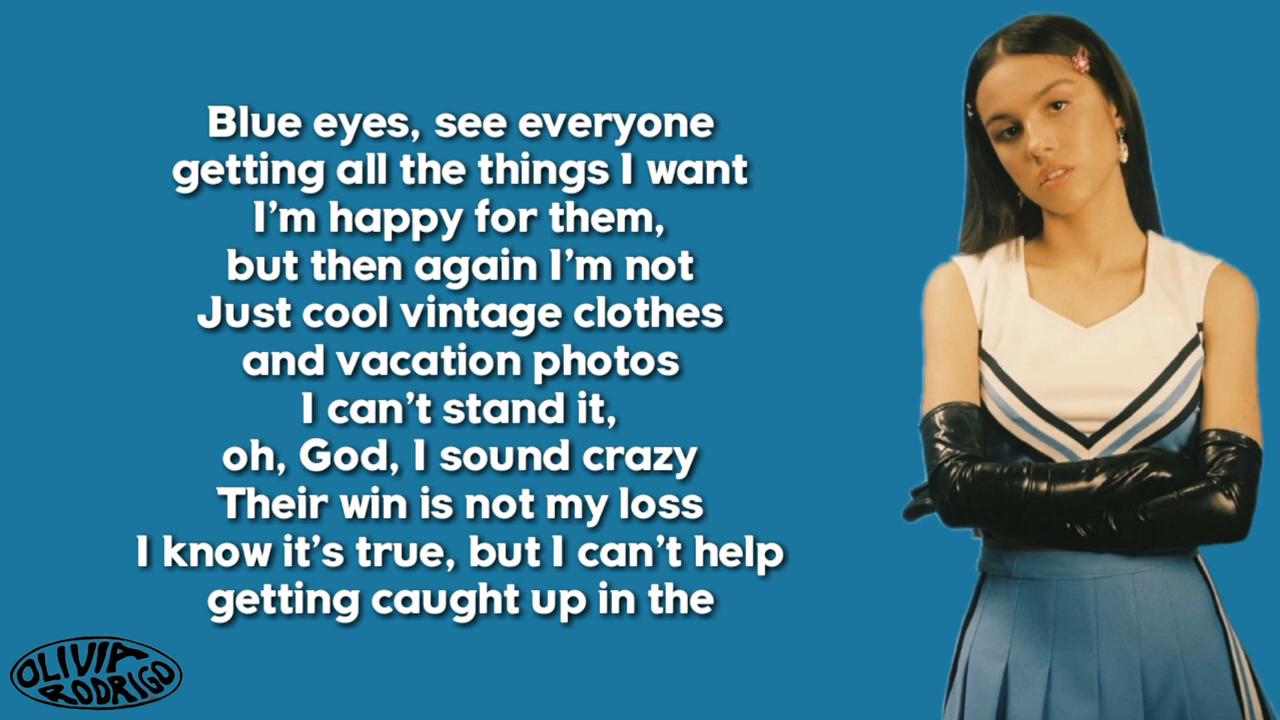 Blue eyes, see everyone
getting all the things I want
I'm happy for them,
but then again I'm not
Just cool vintage clothes
and vacation photos
I can't stand it,
oh, God, I sound crazy
Their win is not my loss
I know it's true, but I can't help
getting caught up in the
OLIVIA
RODRIGO